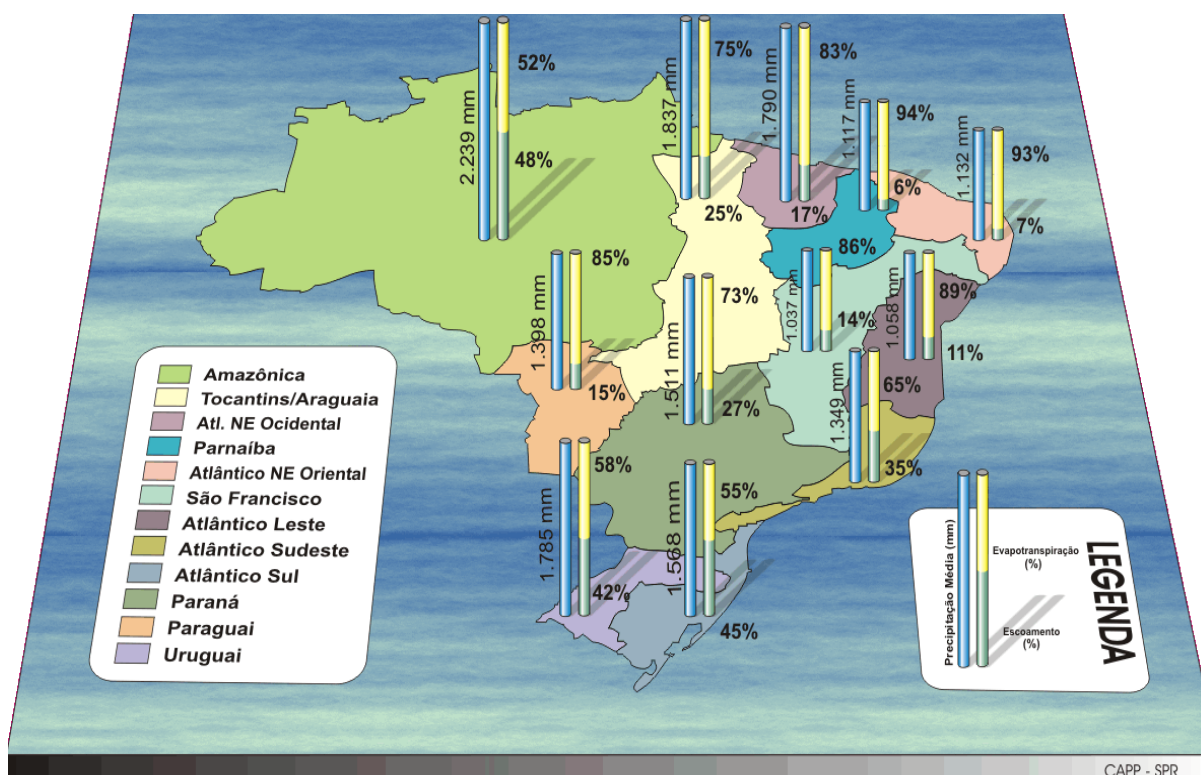 2.239 mm
52%
48%
1.837 mm
75%
25%
1.790 mm
83%
17%
1.117 mm
94%
6%
1.132 mm
93%
7%
1.398 mm
85%
15%
1.511 mm
73%
27%
1.037 mm
86%
14%
1.058 mm
89%
11%
1.349 mm
65%
35%
1.785 mm
58%
42%
1.568 mm
55%
45%
Amazônica
Tocantins/Araguaia
Atl. NE Ocidental
Parnaíba
Atlântico NE Oriental
São Francisco
Atlântico Leste
Atlântico Sudeste
Atlântico Sul
Paraná
Paraguai
Uruguai
LEGENDA
Precipitação Média (mm)
Evapotranspiração
(%)
Escoamento
(%)
CAPP - SPR